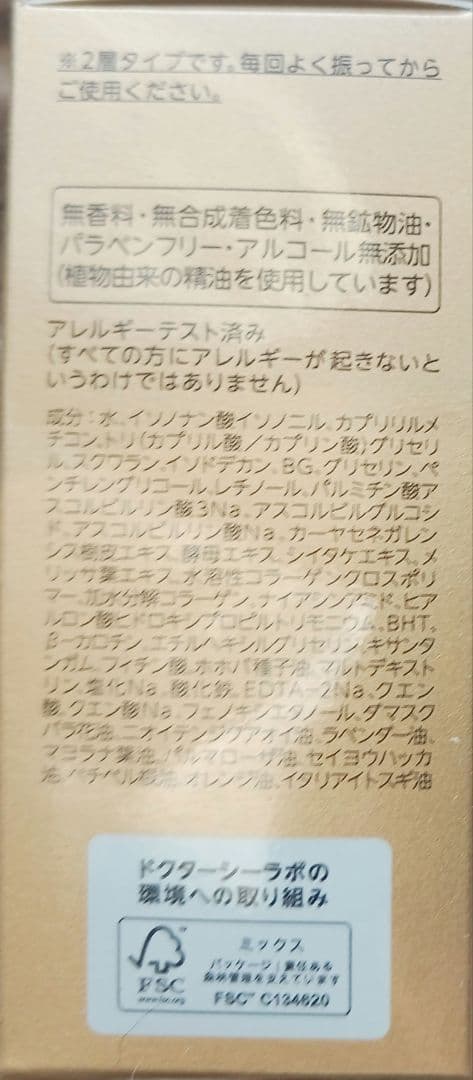 ※2層タイプです。毎回よく振ってから
ご使用ください。
無香料・無合成着色料・無鉱物油・
パラベンフリー・アルコール無添加
(植物由来の精油を使用しています)
アレルギーテスト済み
(すべての方にアレルギーが起きないと
いうわけではありません)
成分：水、イソノナン酸イソノニル、カプリリルメ
チコン、トリ(カプリル酸／カプリン酸)グリセリ
ル、スクワラン、イソドデカン、BG、グリセリン、ペ
ンチレングリコール、レチノール、パルミチン酸ア
スコルビルリン酸3Na、アスコルビルグルコシ
ド、アスコルビルリン酸Na、カーヤセネガレン
シス樹皮エキス、酵母エキス、シイタケエキス、メ
リッサ葉エキス、水溶性コラーゲンクロスポリ
マー、加水分解コラーゲン、ナイアシンアミド、ヒア
ルロン酸ヒドロキシプロピルトリモニウム、BHT、
β-カロチン、エチルヘキシルグリセリン、キサンタ
ンガム、フィチン酸、ホホバ種子油、マルトデキスト
リン、塩化Na、酸化鉄、EDTA-2Na、クエン
酸、クエン酸Na、フェノキシエタノール、ダマスク
バラ花油、ニオイテンジクアオイ油、ラベンダー油、
マヨラナ葉油、パルマローザ油、セイヨウハッカ
油、ベチベル根油、オレンジ油、イタリアイトスギ油
ドクターシーラボの
環境への取り組み
FSC
www.fsc.org
ミックス
パッケージ｜責任ある
森林管理を支えています
FSC™ C134620